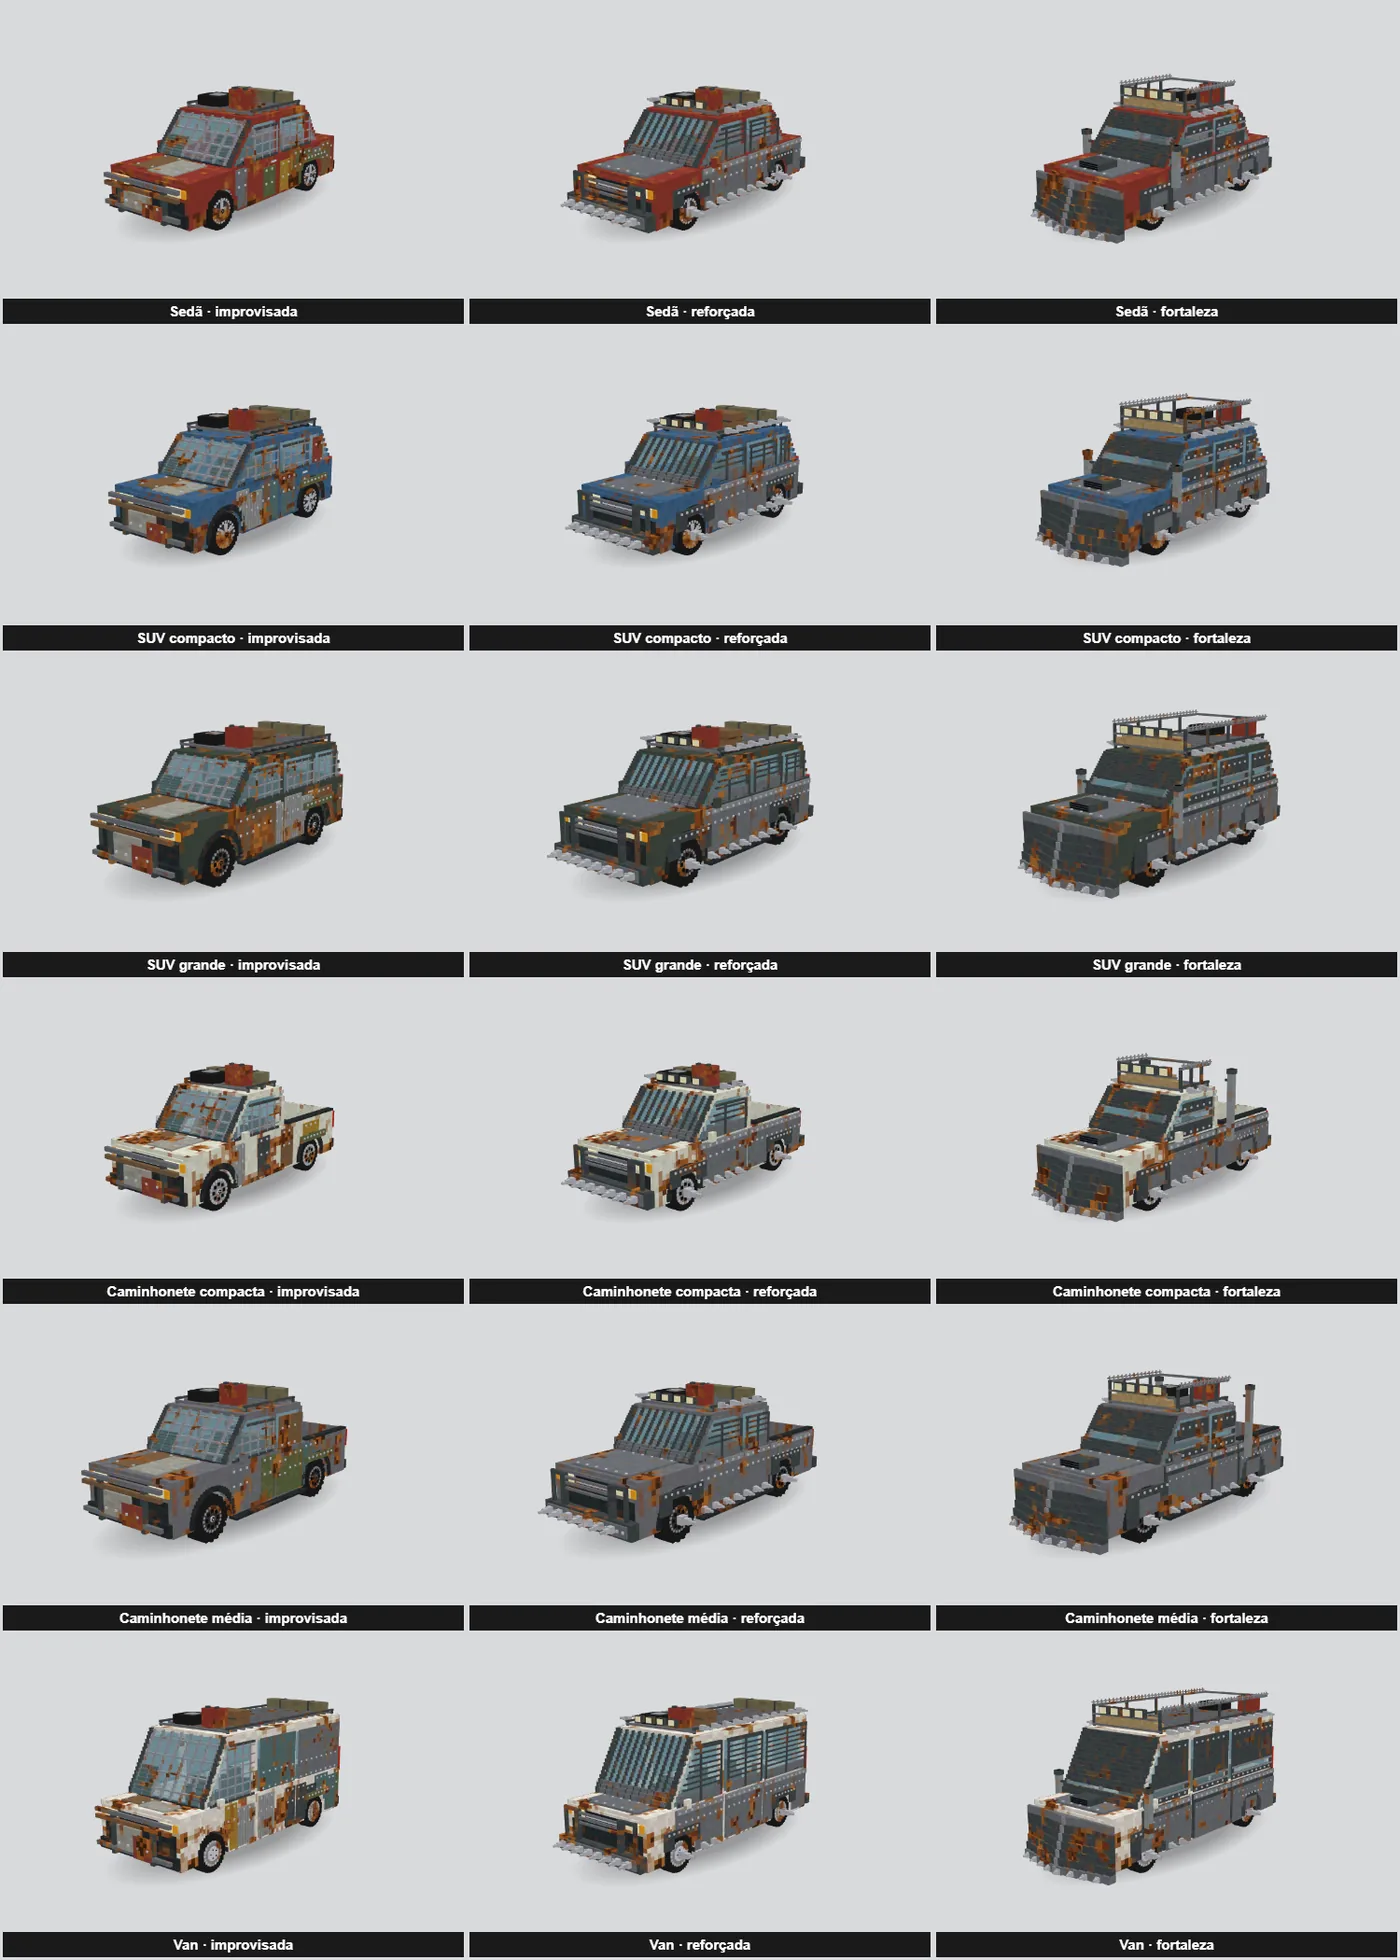 Sedã · improvisada
Sedã · reforçada
Sedã · fortaleza
SUV compacto · improvisada
SUV compacto · reforçada
SUV compacto · fortaleza
SUV grande · improvisada
SUV grande · reforçada
SUV grande · fortaleza
Caminhonete compacta · improvisada
Caminhonete compacta · reforçada
Caminhonete compacta · fortaleza
Caminhonete média · improvisada
Caminhonete média · reforçada
Caminhonete média · fortaleza
Van · improvisada
Van · reforçada
Van · fortaleza